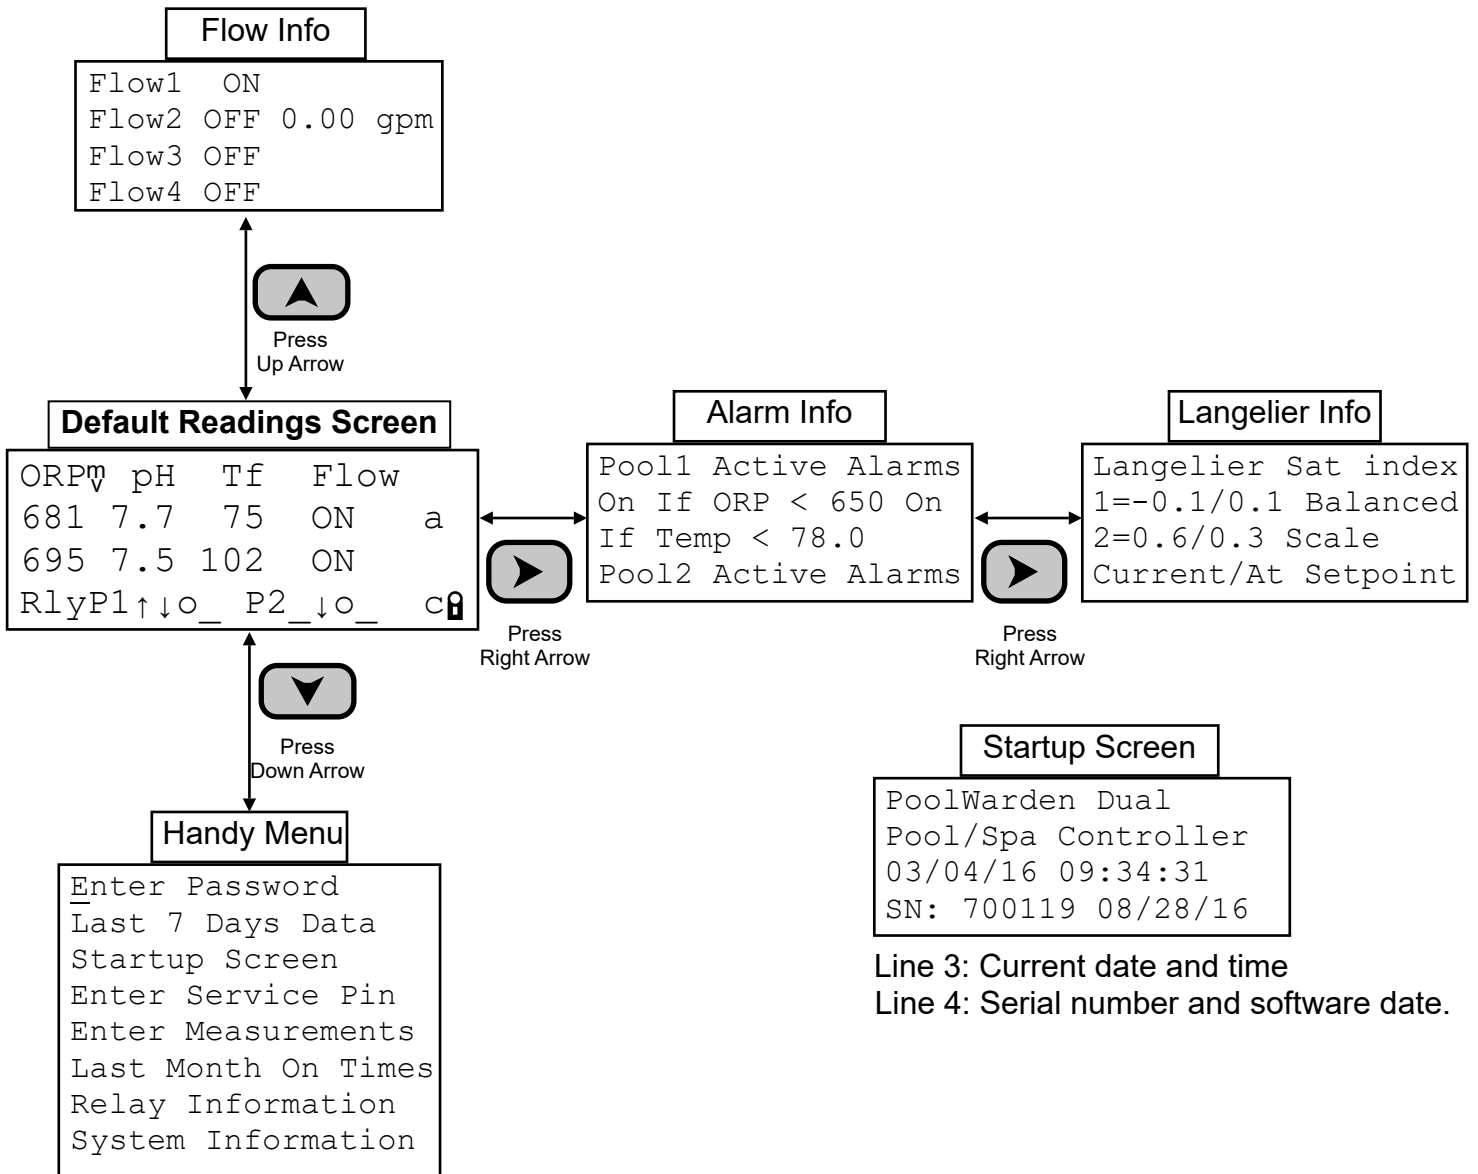 Flow Info
Flow1 ON
Flow2 OFF 0.00 gpm
Flow3 OFF
Flow4 OFF
Press
Up Arrow
Default Readings Screen
ORPmV pH Tf Flow
681 7.7 75 ON a
695 7.5 102 ON
RlyP1↑↓o_ P2_↓o_ c
Press
Right Arrow
Alarm Info
Pool1 Active Alarms
On If ORP < 650 On
If Temp < 78.0
Pool2 Active Alarms
Press
Right Arrow
Langelier Info
Langelier Sat index
1=-0.1/0.1 Balanced
2=0.6/0.3 Scale
Current/At Setpoint
Press
Down Arrow
Handy Menu
Enter Password
Last 7 Days Data
Startup Screen
Enter Service Pin
Enter Measurements
Last Month On Times
Relay Information
System Information
Startup Screen
PoolWarden Dual
Pool/Spa Controller
03/04/16 09:34:31
SN: 700119 08/28/16
Line 3: Current date and time
Line 4: Serial number and software date.